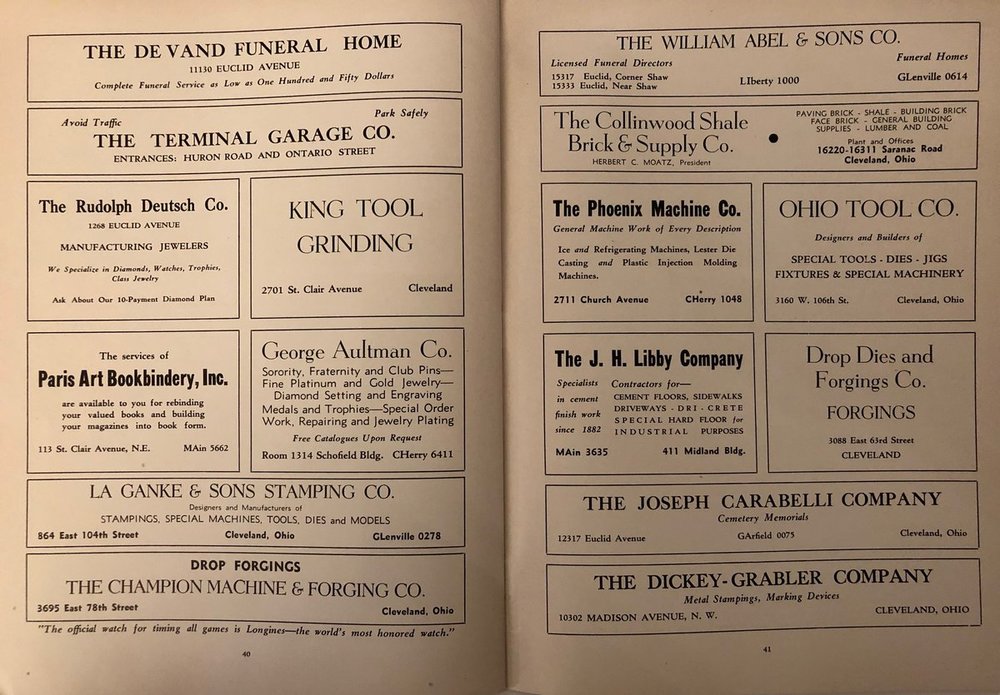 THE DE VAND FUNERAL HOME
11130 EUCLID AVENUE
Complete Funeral Service as Low as One Hundred and Fifty Dollars
Avoid Traffic
Park Safely
THE TERMINAL GARAGE CO.
ENTRANCES: HURON ROAD AND ONTARIO STREET
The Rudolph Deutsch Co.
1268 EUCLID AVENUE
MANUFACTURING JEWELERS
We Specialize in Diamonds, Watches, Trophies,
Class Jewelry
Ask About Our 10-Payment Diamond Plan
KING TOOL
GRINDING
2701 St. Clair Avenue Cleveland
The services of
Paris Art Bookbindery, Inc.
are available to you for rebinding
your valued books and building
your magazines into book form.
113 St. Clair Avenue, N.E. MAin 5662
George Aultman Co.
Sorority, Fraternity and Club Pins—
Fine Platinum and Gold Jewelry—
Diamond Setting and Engraving
Medals and Trophies—Special Order
Work, Repairing and Jewelry Plating
Free Catalogues Upon Request
Room 1314 Schofield Bldg. CHerry 6411
LA GANKE & SONS STAMPING CO.
Designers and Manufacturers of
STAMPINGS, SPECIAL MACHINES, TOOLS, DIES and MODELS
864 East 104th Street Cleveland, Ohio GLenville 0278
DROP FORGINGS
THE CHAMPION MACHINE & FORGING CO.
3695 East 78th Street Cleveland, Ohio
"The official watch for timing all games is Longines—the world's most honored watch."
40
THE WILLIAM ABEL & SONS CO.
Licensed Funeral Directors
Funeral Homes
15317 Euclid, Corner Shaw
15333 Euclid, Near Shaw
LIberty 1000
GLenville 0614
The Collinwood Shale
Brick & Supply Co.
HERBERT C. MOATZ, President
PAVING BRICK - SHALE - BUILDING BRICK
FACE BRICK - GENERAL BUILDING
SUPPLIES - LUMBER AND COAL
Plant and Offices
16220-16311 Saranac Road
Cleveland, Ohio
The Phoenix Machine Co.
General Machine Work of Every Description
Ice and Refrigerating Machines, Lester Die
Casting and Plastic Injection Molding
Machines.
2711 Church Avenue CHerry 1048
OHIO TOOL CO.
Designers and Builders of
SPECIAL TOOLS - DIES - JIGS
FIXTURES & SPECIAL MACHINERY
3160 W. 106th St. Cleveland, Ohio
The J. H. Libby Company
Specialists
in cement
finish work
since 1882
Contractors for—
CEMENT FLOORS, SIDEWALKS
DRIVEWAYS - DRI-CRETE
SPECIAL HARD FLOOR for
INDUSTRIAL PURPOSES
MAin 3635 411 Midland Bldg.
Drop Dies and
Forgings Co.
FORGINGS
3088 East 63rd Street
CLEVELAND
THE JOSEPH CARABELLI COMPANY
Cemetery Memorials
12317 Euclid Avenue GArfield 0075 Cleveland, Ohio
THE DICKEY-GRABLER COMPANY
Metal Stampings, Marking Devices
10302 MADISON AVENUE, N. W. CLEVELAND, OHIO
41